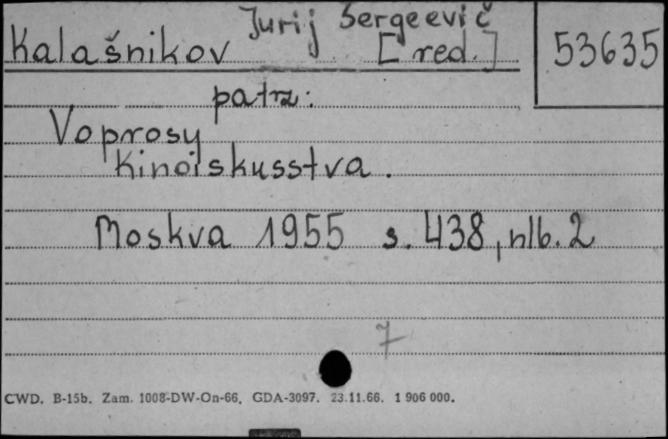 Jurij Sergeevič
Kalašnikov [red.]
53635
patrz:
Voprosy
Kinoiskusstva.
Moskva 1955 s. 438, nlb. 2
7
CWD. B-15b. Zam. 1008-DW-On-66. GDA-3097. 23.11.66. 1 906 000.